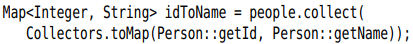 Map<Integer, String> idToName = people.collect(
Collectors.toMap(Person::getId, Person::getName));